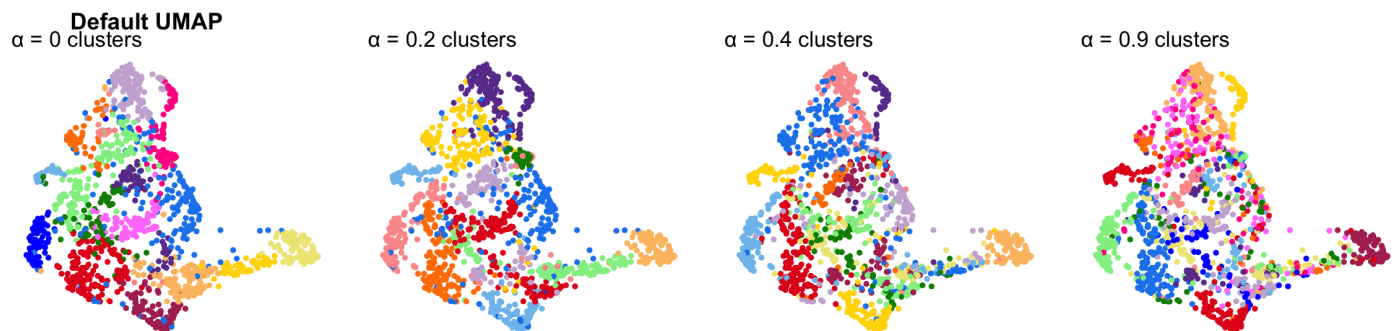 Default UMAP
α = 0 clusters
α = 0.2 clusters
α = 0.4 clusters
α = 0.9 clusters